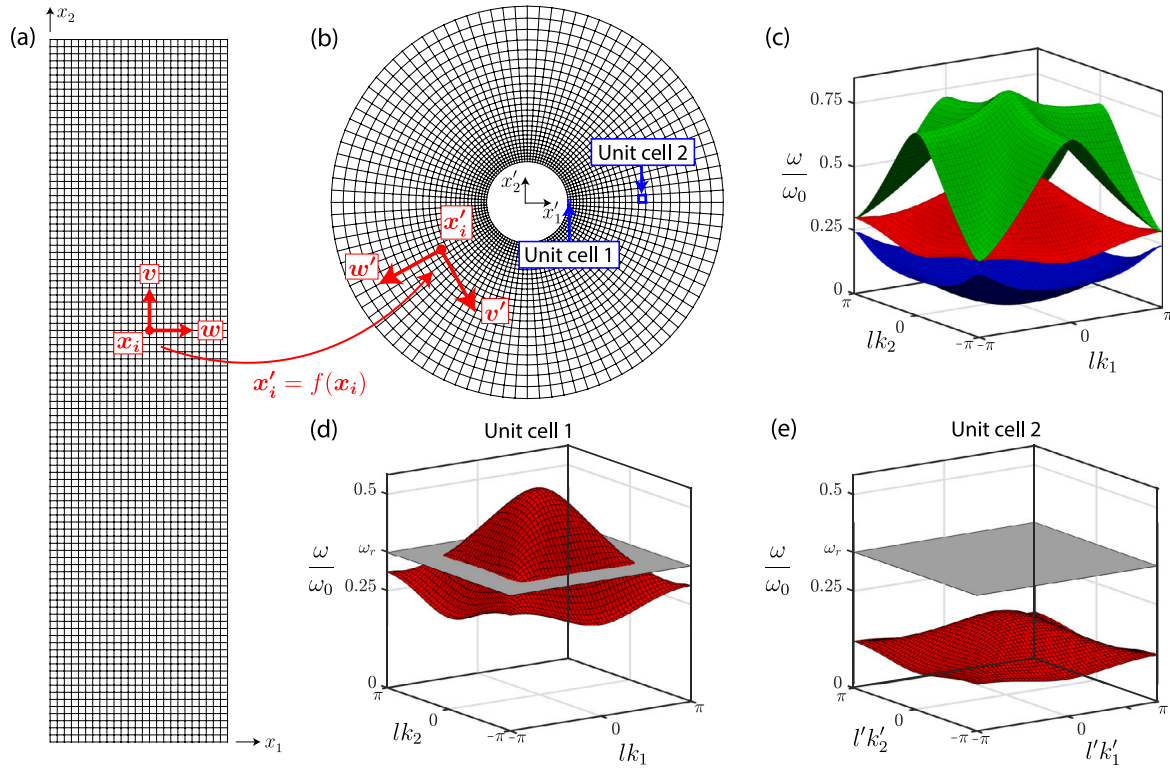 (a)
x₂
v
w
xᵢ
x₁
x′ᵢ = f(xᵢ)
(b)
x′₂
x′₁
x′ᵢ
w′
v′
Unit cell 2
Unit cell 1
(c)
0.75
0.5
0.25
0
ω/ω₀
π
0
-π
lk₂
-π
0
π
lk₁
(d)
Unit cell 1
0.5
ωᵣ
0.25
0
ω/ω₀
π
0
-π
lk₂
-π
0
π
lk₁
(e)
Unit cell 2
0.5
ωᵣ
0.25
0
ω/ω₀
π
0
-π
l′k′₂
-π
0
π
l′k′₁